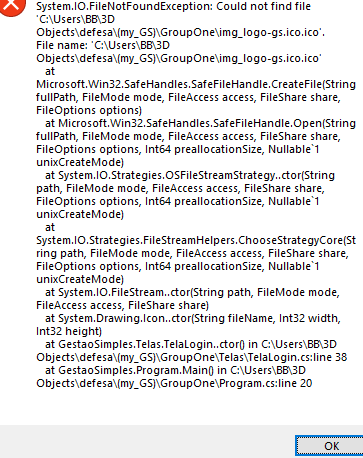 System.IO.FileNotFoundException: Could not find file
'C:\Users\BB\3D
Objects\defesa\(my_GS)\GroupOne\img_logo-gs.ico.ico'.
File name: 'C:\Users\BB\3D
Objects\defesa\(my_GS)\GroupOne\img_logo-gs.ico.ico'
at
Microsoft.Win32.SafeHandles.SafeFileHandle.CreateFile(String
fullPath, FileMode mode, FileAccess access, FileShare share,
FileOptions options)
at Microsoft.Win32.SafeHandles.SafeFileHandle.Open(String
fullPath, FileMode mode, FileAccess access, FileShare share,
FileOptions options, Int64 preallocationSize, Nullable`1
unixCreateMode)
at System.IO.Strategies.OSFileStreamStrategy..ctor(String
path, FileMode mode, FileAccess access, FileShare share,
FileOptions options, Int64 preallocationSize, Nullable`1
unixCreateMode)
at
System.IO.Strategies.FileStreamHelpers.ChooseStrategyCore(St
ring path, FileMode mode, FileAccess access, FileShare share,
FileOptions options, Int64 preallocationSize, Nullable`1
unixCreateMode)
at System.IO.FileStream..ctor(String path, FileMode mode,
FileAccess access, FileShare share)
at System.Drawing.Icon..ctor(String fileName, Int32 width,
Int32 height)
at GestaoSimples.Telas.TelaLogin..ctor() in C:\Users\BB\3D
Objects\defesa\(my_GS)\GroupOne\Telas\TelaLogin.cs:line 38
at GestaoSimples.Program.Main() in C:\Users\BB\3D
Objects\defesa\(my_GS)\GroupOne\Program.cs:line 20
OK